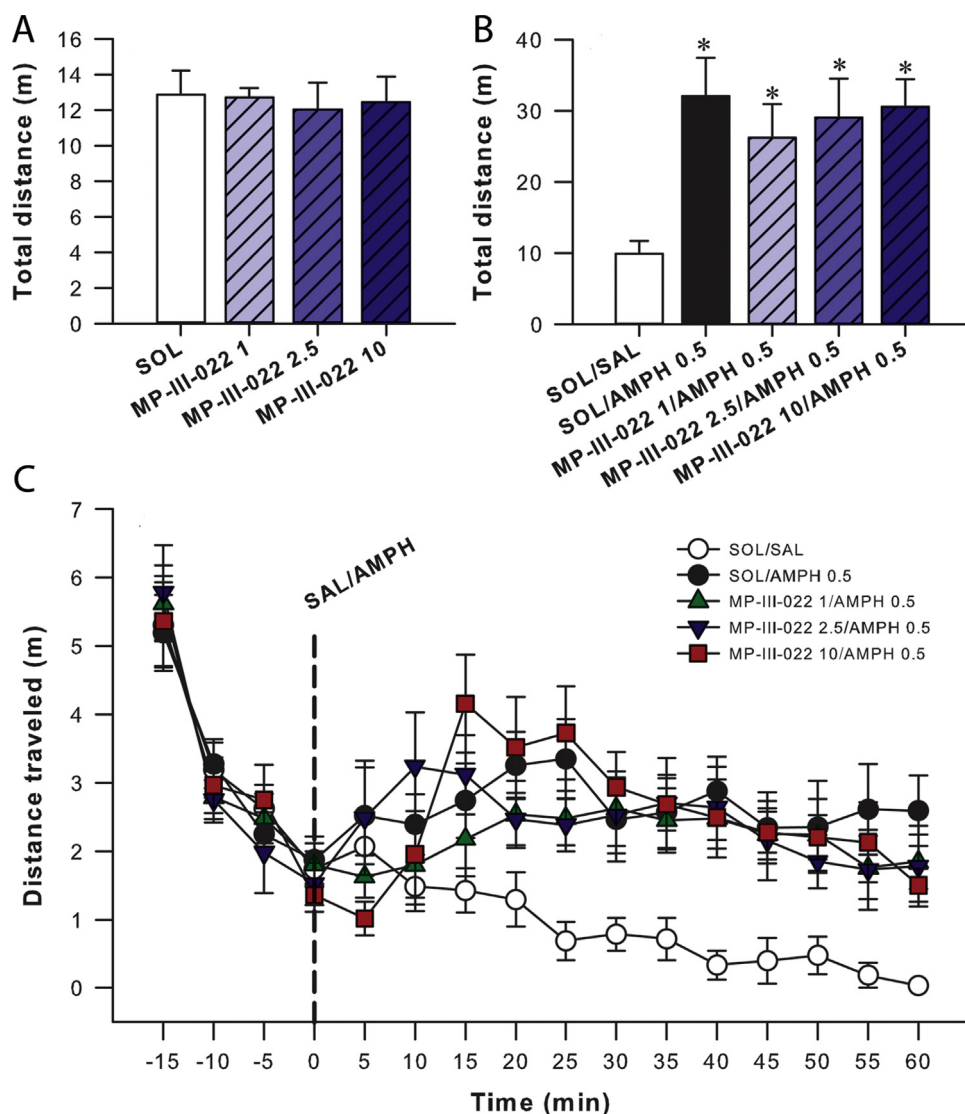 A
Total distance (m)
16
14
12
10
8
6
4
2
0
SOL
MP-III-022 1
MP-III-022 2.5
MP-III-022 10
B
Total distance (m)
40
30
20
10
0
*
*
*
*
SOL/SAL
SOL/AMPH 0.5
MP-III-022 1/AMPH 0.5
MP-III-022 2.5/AMPH 0.5
MP-III-022 10/AMPH 0.5
C
Distance traveled (m)
7
6
5
4
3
2
1
0
SAL/AMPH
SOL/SAL
SOL/AMPH 0.5
MP-III-022 1/AMPH 0.5
MP-III-022 2.5/AMPH 0.5
MP-III-022 10/AMPH 0.5
-15 -10 -5 0 5 10 15 20 25 30 35 40 45 50 55 60
Time (min)